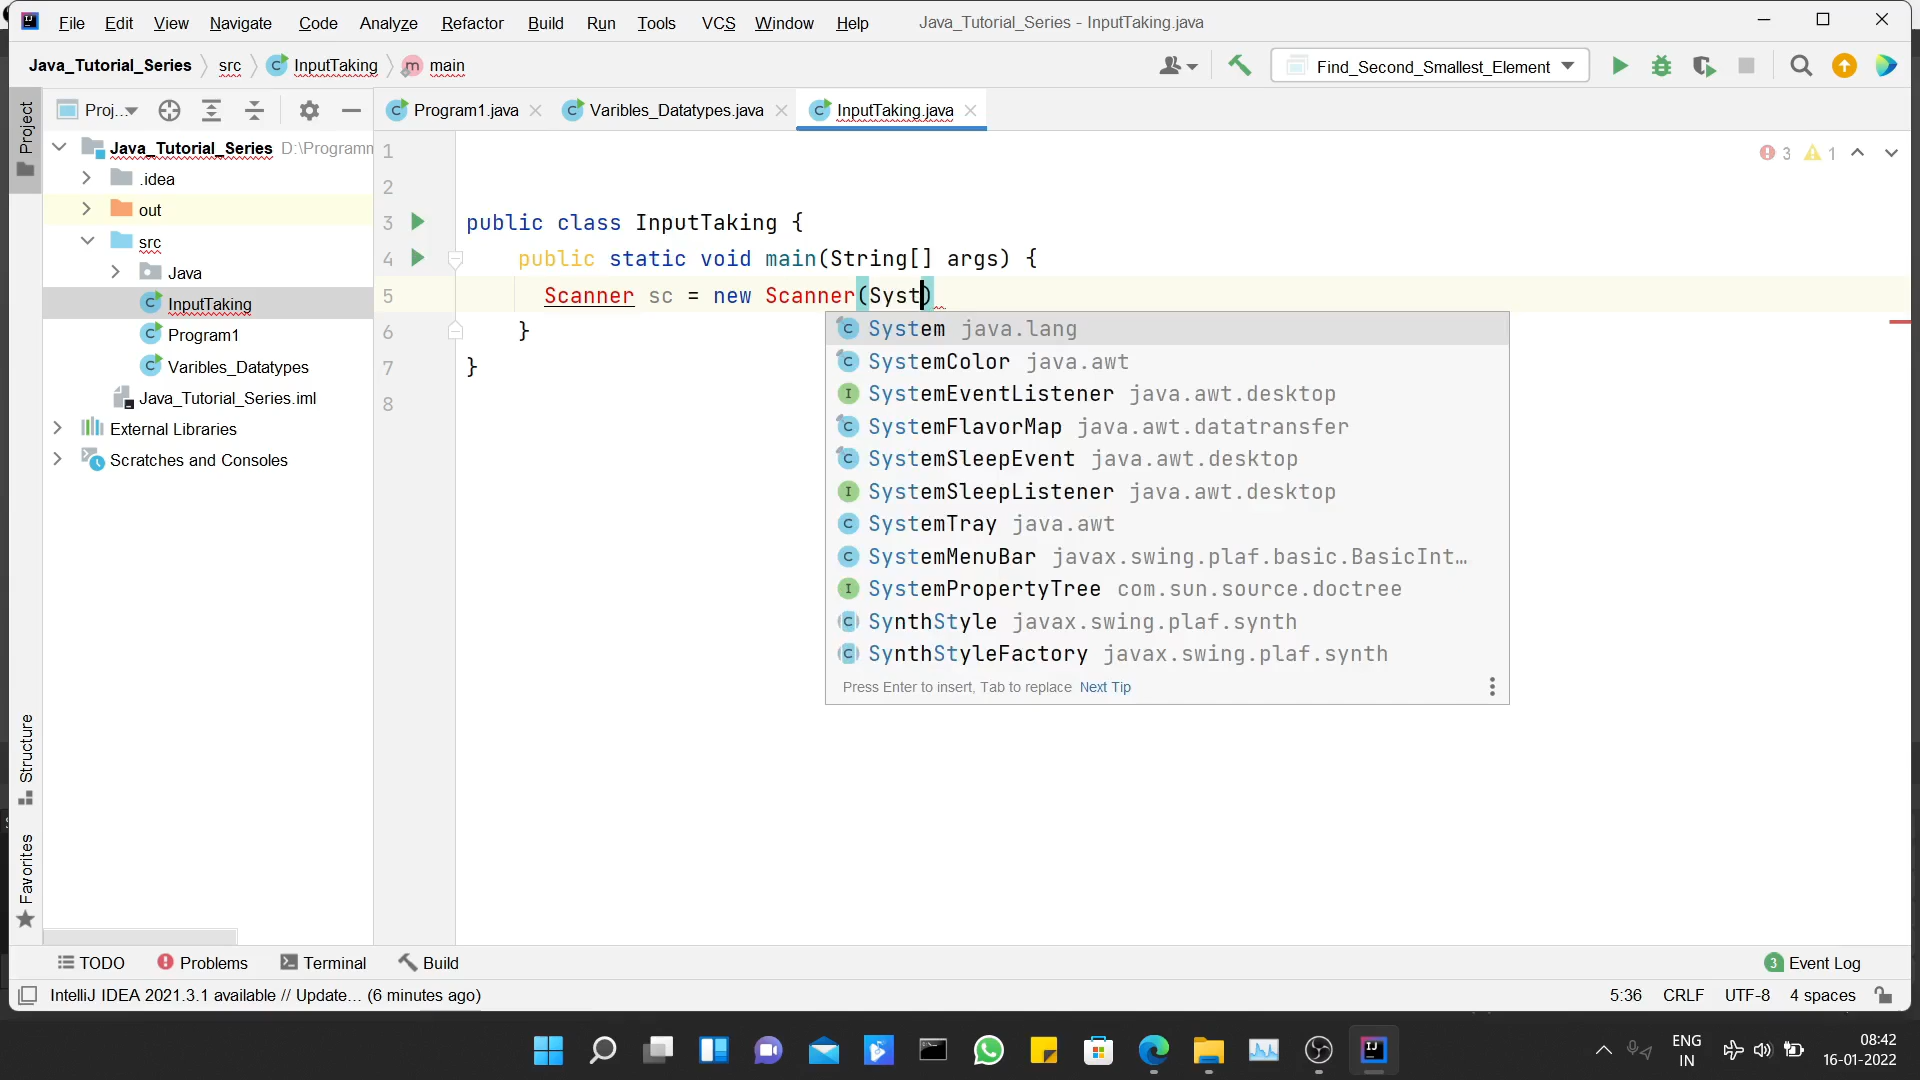 File Edit View Navigate Code Analyze Refactor Build Run Tools VCS Window Help Java_Tutorial_Series - InputTaking.java
Java_Tutorial_Series src InputTaking main Find_Second_Smallest_Element
Proj... Program1.java Varibles_Datatypes.java InputTaking.java
Project
Java_Tutorial_Series D:\Programm
.idea
out
src
Java
InputTaking
Program1
Varibles_Datatypes
Java_Tutorial_Series.iml
External Libraries
Scratches and Consoles
Structure
Favorites
3 1
1
2
3 public class InputTaking {
4 public static void main(String[] args) {
5 Scanner sc = new Scanner(Syst)
6 }
7 }
8
System java.lang
SystemColor java.awt
SystemEventListener java.awt.desktop
SystemFlavorMap java.awt.datatransfer
SystemSleepEvent java.awt.desktop
SystemSleepListener java.awt.desktop
SystemTray java.awt
SystemMenuBar javax.swing.plaf.basic.BasicInt…
SystemPropertyTree com.sun.source.doctree
SynthStyle javax.swing.plaf.synth
SynthStyleFactory javax.swing.plaf.synth
Press Enter to insert, Tab to replace Next Tip
TODO Problems Terminal Build 3 Event Log
IntelliJ IDEA 2021.3.1 available // Update... (6 minutes ago) 5:36 CRLF UTF-8 4 spaces
ENG
IN
08:42
16-01-2022